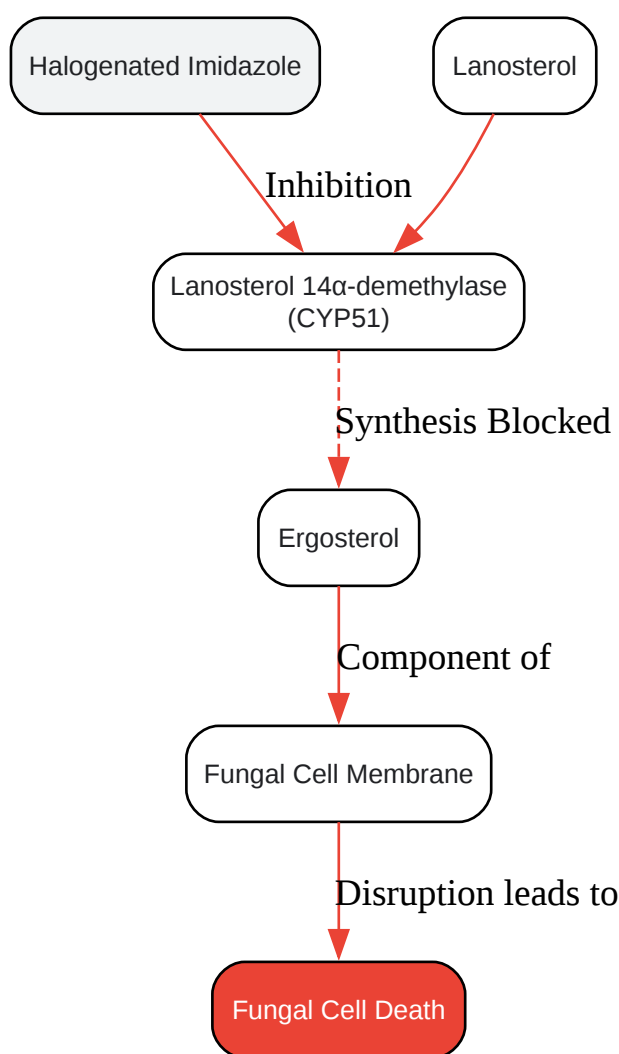 Halogenated Imidazole
Lanosterol
Inhibition
Lanosterol 14α-demethylase
(CYP51)
Synthesis Blocked
Ergosterol
Component of
Fungal Cell Membrane
Disruption leads to
Fungal Cell Death